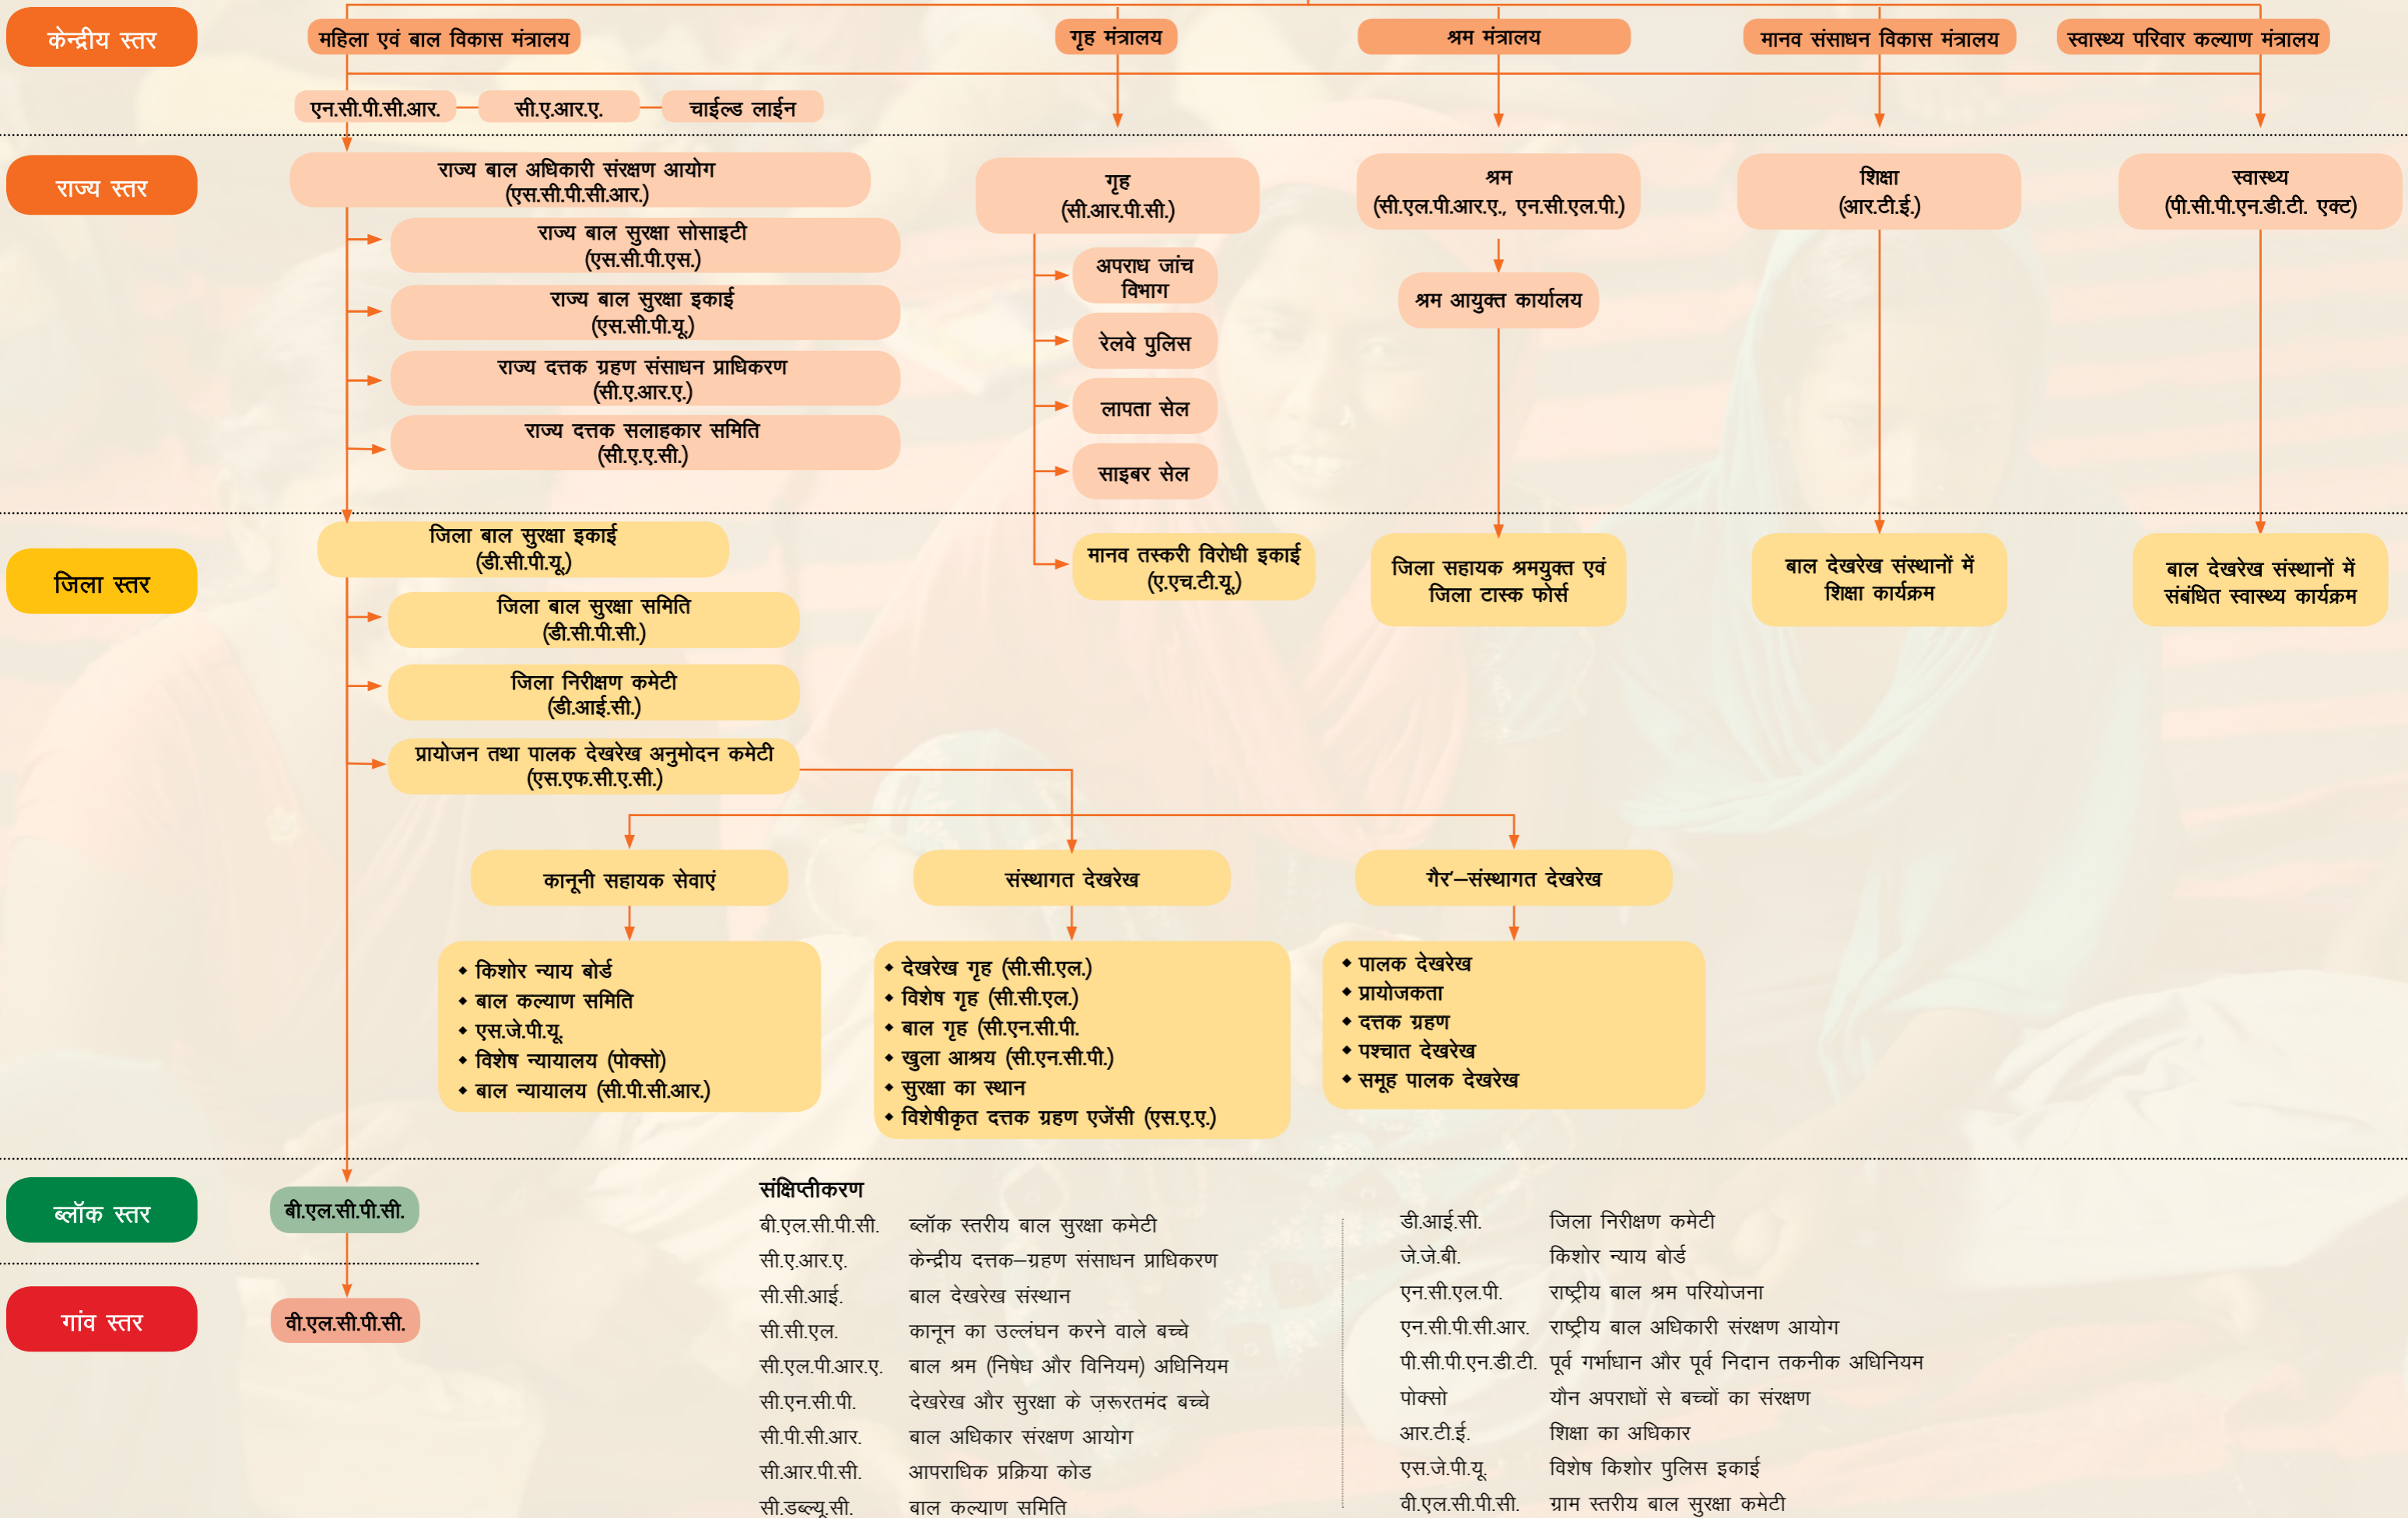 केन्द्रीय स्तर
महिला एवं बाल विकास मंत्रालय
गृह मंत्रालय
श्रम मंत्रालय
मानव संसाधन विकास मंत्रालय
स्वास्थ्य परिवार कल्याण मंत्रालय
एन.सी.पी.सी.आर.
सी.ए.आर.ए.
चाईल्ड लाईन
राज्य स्तर
राज्य बाल अधिकारी संरक्षण आयोग
(एस.सी.पी.सी.आर.)
राज्य बाल सुरक्षा सोसाइटी
(एस.सी.पी.एस.)
राज्य बाल सुरक्षा इकाई
(एस.सी.पी.यू.)
राज्य दत्तक ग्रहण संसाधन प्राधिकरण
(सी.ए.आर.ए.)
राज्य दत्तक सलाहकार समिति
(सी.ए.ए.सी.)
गृह
(सी.आर.पी.सी.)
अपराध जांच
विभाग
रेलवे पुलिस
लापता सेल
साइबर सेल
श्रम
(सी.एल.पी.आर.ए., एन.सी.एल.पी.)
श्रम आयुक्त कार्यालय
शिक्षा
(आर.टी.ई.)
स्वास्थ्य
(पी.सी.पी.एन.डी.टी. एक्ट)
जिला स्तर
जिला बाल सुरक्षा इकाई
(डी.सी.पी.यू.)
जिला बाल सुरक्षा समिति
(डी.सी.पी.सी.)
जिला निरीक्षण कमेटी
(डी.आई.सी.)
प्रायोजन तथा पालक देखरेख अनुमोदन कमेटी
(एस.एफ.सी.ए.सी.)
मानव तस्करी विरोधी इकाई
(ए.एच.टी.यू.)
जिला सहायक श्रमयुक्त एवं
जिला टास्क फोर्स
बाल देखरेख संस्थानों में
शिक्षा कार्यक्रम
बाल देखरेख संस्थानों में
संबंधित स्वास्थ्य कार्यक्रम
कानूनी सहायक सेवाएं
◆ किशोर न्याय बोर्ड
◆ बाल कल्याण समिति
◆ एस.जे.पी.यू.
◆ विशेष न्यायालय (पोक्सो)
◆ बाल न्यायालय (सी.पी.सी.आर.)
संस्थागत देखरेख
◆ देखरेख गृह (सी.सी.एल.)
◆ विशेष गृह (सी.सी.एल.)
◆ बाल गृह (सी.एन.सी.पी.
◆ खुला आश्रय (सी.एन.सी.पी.)
◆ सुरक्षा का स्थान
◆ विशेषीकृत दत्तक ग्रहण एजेंसी (एस.ए.ए.)
गैर'–संस्थागत देखरेख
◆ पालक देखरेख
◆ प्रायोजकता
◆ दत्तक ग्रहण
◆ पश्चात देखरेख
◆ समूह पालक देखरेख
ब्लॉक स्तर
बी.एल.सी.पी.सी.
गांव स्तर
वी.एल.सी.पी.सी.
संक्षिप्तीकरण
बी.एल.सी.पी.सी. ब्लॉक स्तरीय बाल सुरक्षा कमेटी
सी.ए.आर.ए. केन्द्रीय दत्तक–ग्रहण संसाधन प्राधिकरण
सी.सी.आई. बाल देखरेख संस्थान
सी.सी.एल. कानून का उल्लंघन करने वाले बच्चे
सी.एल.पी.आर.ए. बाल श्रम (निषेध और विनियम) अधिनियम
सी.एन.सी.पी. देखरेख और सुरक्षा के ज़रूरतमंद बच्चे
सी.पी.सी.आर. बाल अधिकार संरक्षण आयोग
सी.आर.पी.सी. आपराधिक प्रक्रिया कोड
सी.डब्ल्यू.सी. बाल कल्याण समिति
डी.आई.सी. जिला निरीक्षण कमेटी
जे.जे.बी. किशोर न्याय बोर्ड
एन.सी.एल.पी. राष्ट्रीय बाल श्रम परियोजना
एन.सी.पी.सी.आर. राष्ट्रीय बाल अधिकारी संरक्षण आयोग
पी.सी.पी.एन.डी.टी. पूर्व गर्भाधान और पूर्व निदान तकनीक अधिनियम
पोक्सो यौन अपराधों से बच्चों का संरक्षण
आर.टी.ई. शिक्षा का अधिकार
एस.जे.पी.यू. विशेष किशोर पुलिस इकाई
वी.एल.सी.पी.सी. ग्राम स्तरीय बाल सुरक्षा कमेटी